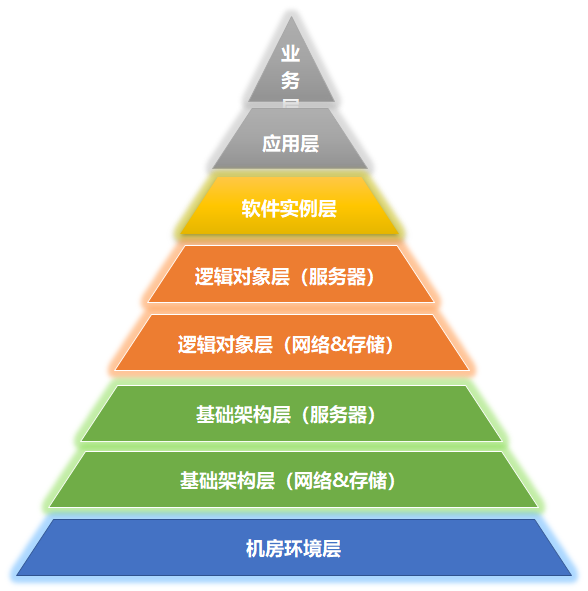 业
务
层
应用层
软件实例层
逻辑对象层（服务器）
逻辑对象层（网络&存储）
基础架构层（服务器）
基础架构层（网络&存储）
机房环境层